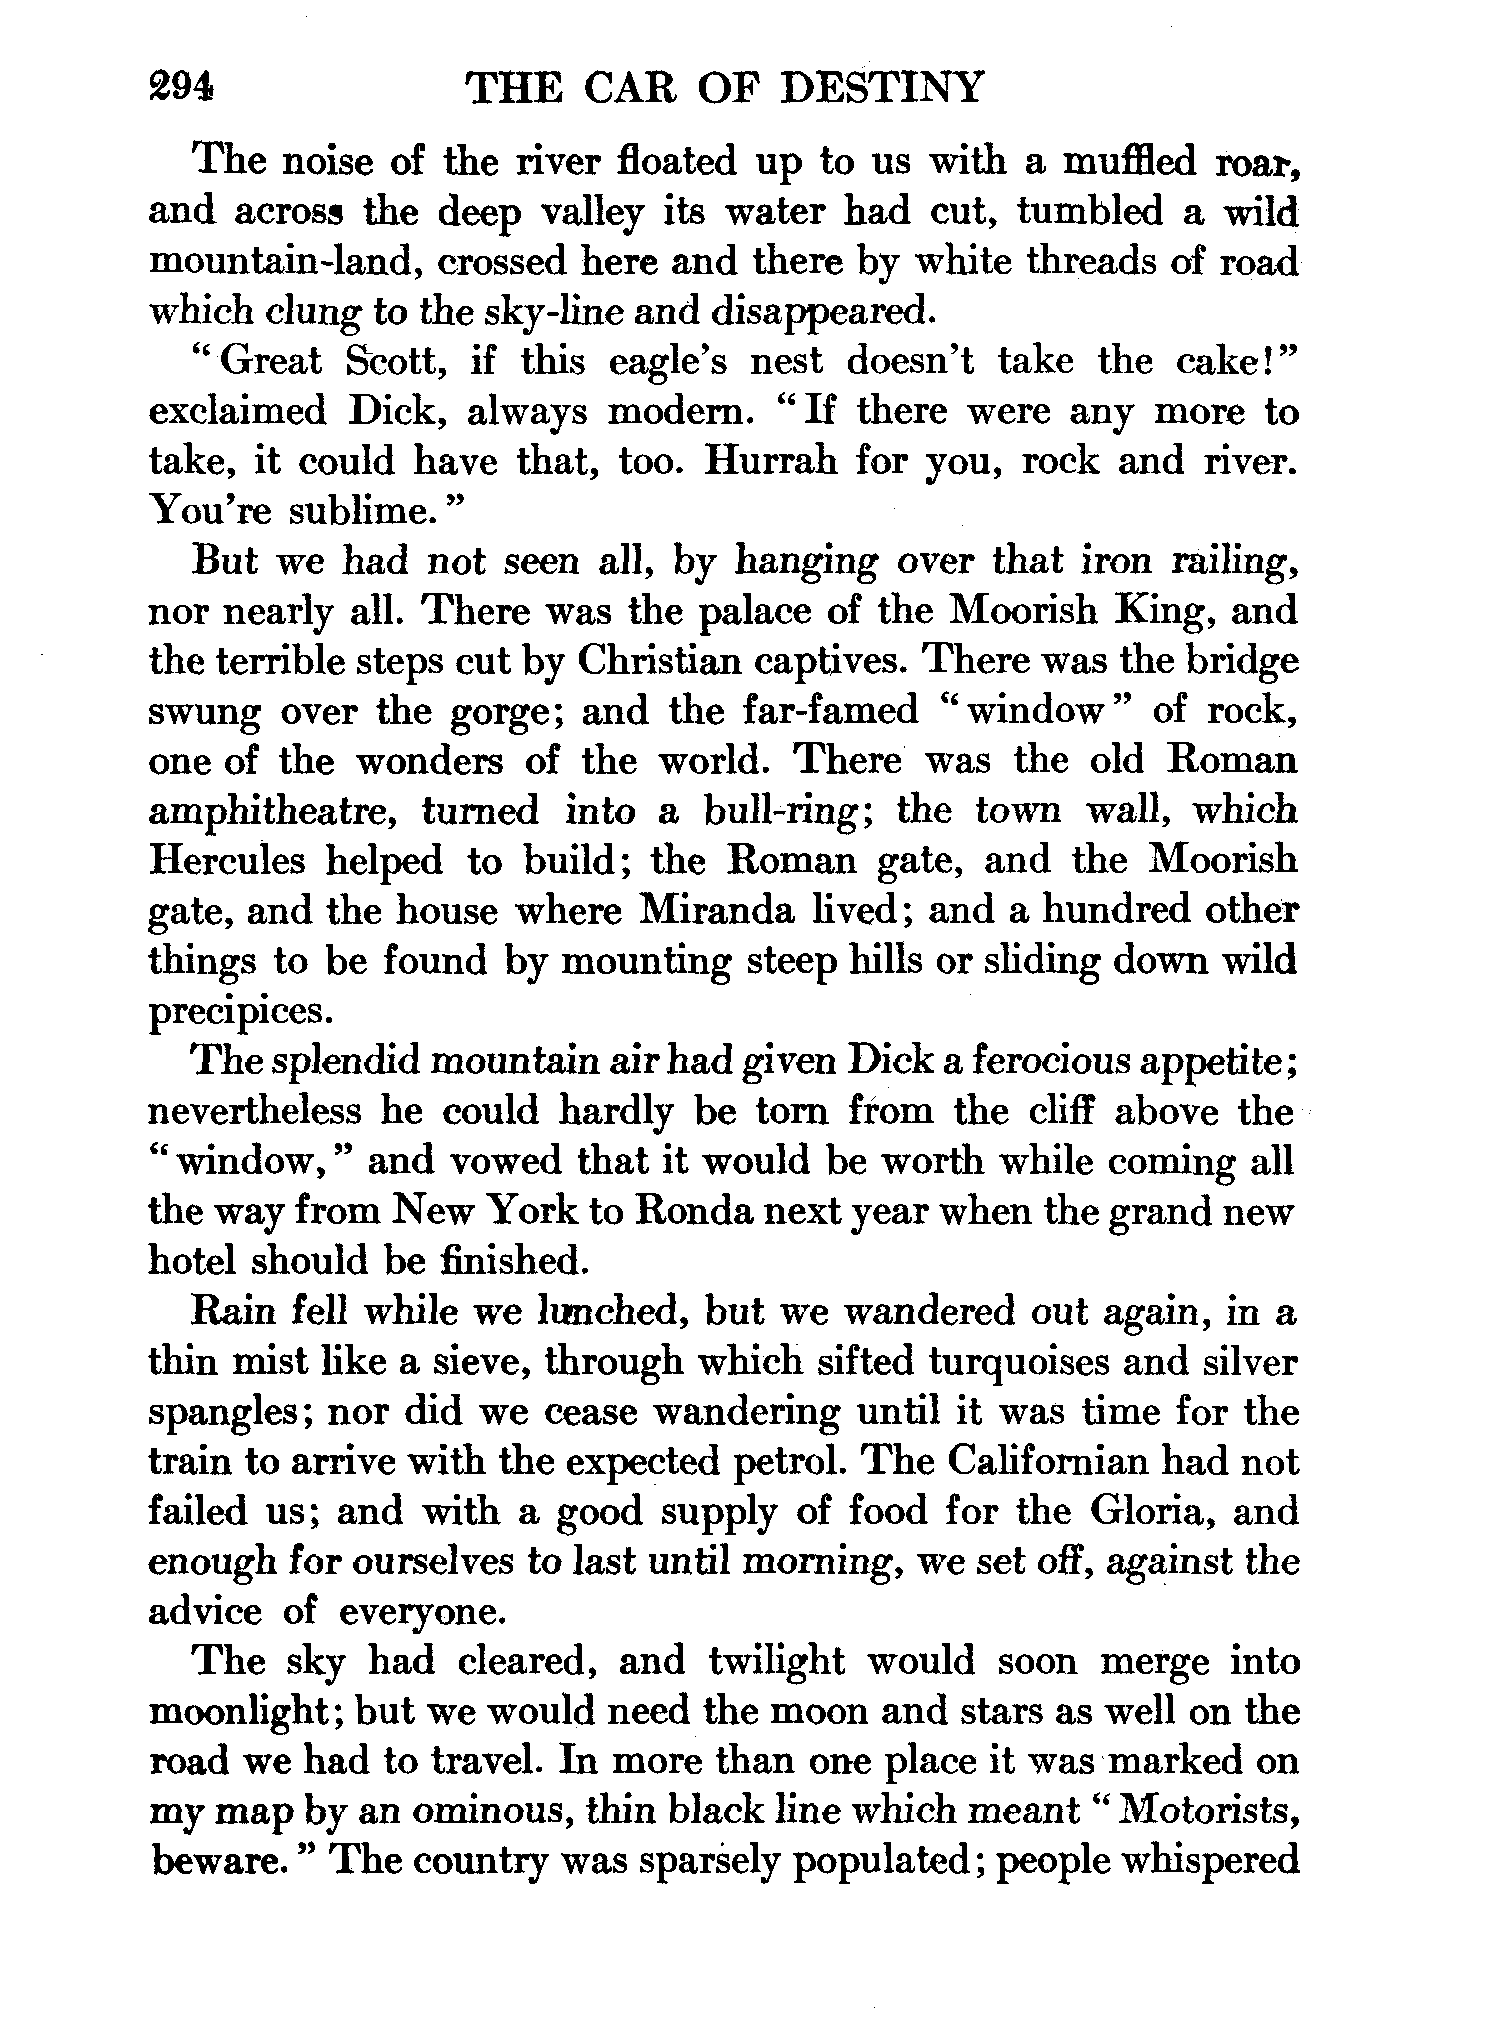 294 THE CAR OF DESTINY
The noise of the river floated up to us with a muffled roar,
and across the deep valley its water had cut, tumbled a wild
mountain-land, crossed here and there by white threads of road
which clung to the sky-line and disappeared.
"Great Scott, if this eagle's nest doesn't take the cake!"
exclaimed Dick, always modern. "If there were any more to
take, it could have that, too. Hurrah for you, rock and river.
You're sublime."
But we had not seen all, by hanging over that iron railing,
nor nearly all. There was the palace of the Moorish King, and
the terrible steps cut by Christian captives. There was the bridge
swung over the gorge; and the far-famed "window" of rock,
one of the wonders of the world. There was the old Roman
amphitheatre, turned into a bull-ring; the town wall, which
Hercules helped to build; the Roman gate, and the Moorish
gate, and the house where Miranda lived; and a hundred other
things to be found by mounting steep hills or sliding down wild
precipices.
The splendid mountain air had given Dick a ferocious appetite;
nevertheless he could hardly be torn from the cliff above the
"window," and vowed that it would be worth while coming all
the way from New York to Ronda next year when the grand new
hotel should be finished.
Rain fell while we lunched, but we wandered out again, in a
thin mist like a sieve, through which sifted turquoises and silver
spangles; nor did we cease wandering until it was time for the
train to arrive with the expected petrol. The Californian had not
failed us; and with a good supply of food for the Gloria, and
enough for ourselves to last until morning, we set off, against the
advice of everyone.
The sky had cleared, and twilight would soon merge into
moonlight; but we would need the moon and stars as well on the
road we had to travel. In more than one place it was marked on
my map by an ominous, thin black line which meant "Motorists,
beware." The country was sparsely populated; people whispered